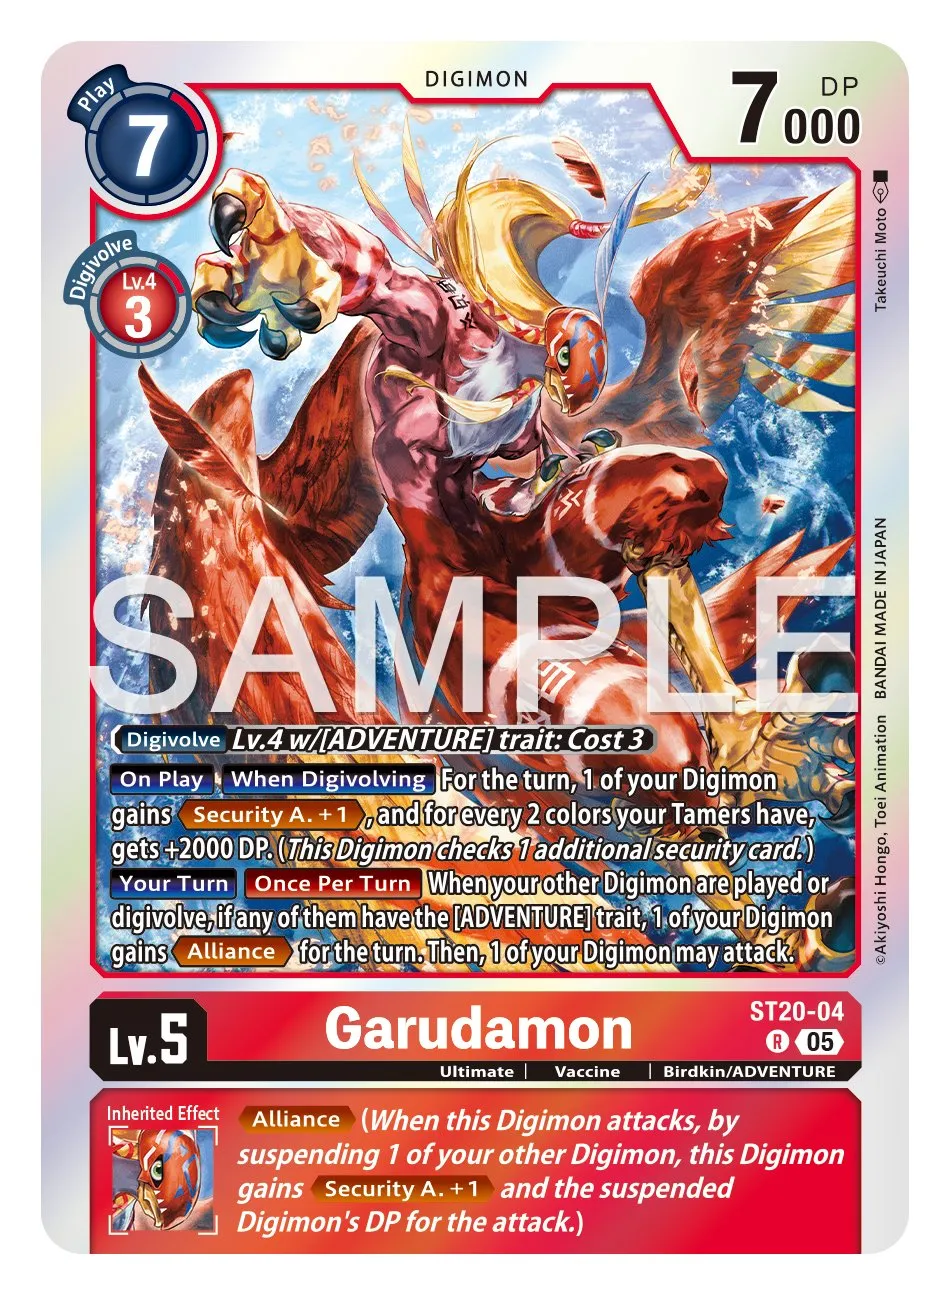 DIGIMON
Play
7
DP
7000
Digivolve
Lv.4
3
Takeuchi Moto
SAMPLE
©Akiyoshi Hongo, Toei Animation BANDAI MADE IN JAPAN
Digivolve Lv.4 w/[ADVENTURE] trait: Cost 3
On Play When Digivolving For the turn, 1 of your Digimon
gains Security A. +1, and for every 2 colors your Tamers have,
gets +2000 DP. (This Digimon checks 1 additional security card.)
Your Turn Once Per Turn When your other Digimon are played or
digivolve, if any of them have the [ADVENTURE] trait, 1 of your Digimon
gains Alliance for the turn. Then, 1 of your Digimon may attack.
Lv.5
Garudamon
ST20-04
R 05
Ultimate | Vaccine | Birdkin/ADVENTURE
Inherited Effect
Alliance (When this Digimon attacks, by
suspending 1 of your other Digimon, this Digimon
gains Security A. +1 and the suspended
Digimon's DP for the attack.)